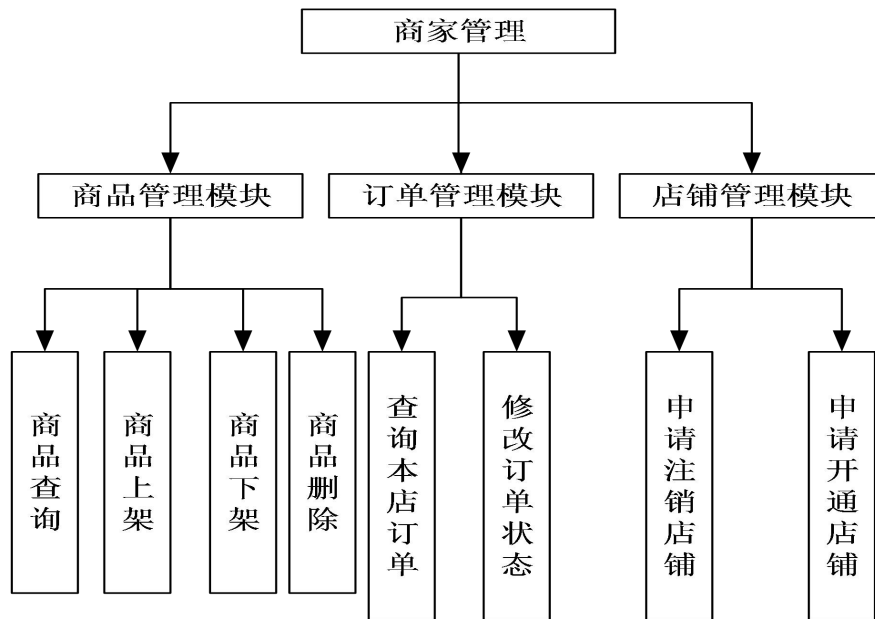 商家管理
商品管理模块
订单管理模块
店铺管理模块
商品查询
商品上架
商品下架
商品删除
查询本店订单
修改订单状态
申请注销店铺
申请开通店铺